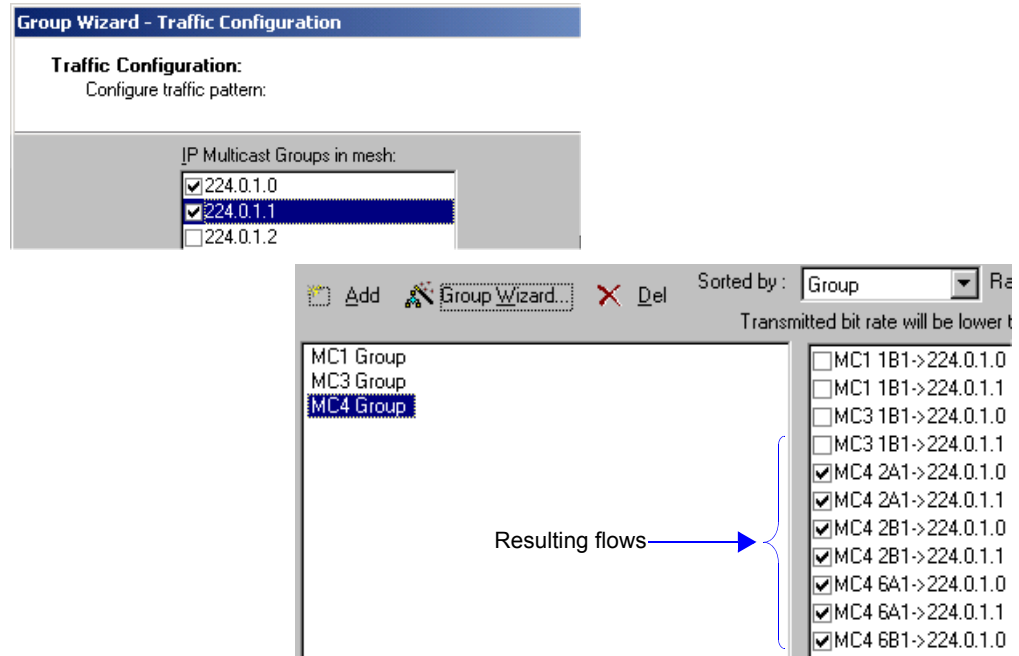 Group Wizard - Traffic Configuration
Traffic Configuration:
Configure traffic pattern:
IP Multicast Groups in mesh:
224.0.1.0
224.0.1.1
224.0.1.2
Add Group Wizard... Del Sorted by : Group Ra
Transmitted bit rate will be lower t
MC1 Group
MC3 Group
MC4 Group
MC1 1B1->224.0.1.0
MC1 1B1->224.0.1.1
MC3 1B1->224.0.1.0
MC3 1B1->224.0.1.1
MC4 2A1->224.0.1.0
MC4 2A1->224.0.1.1
MC4 2B1->224.0.1.0
MC4 2B1->224.0.1.1
MC4 6A1->224.0.1.0
MC4 6A1->224.0.1.1
MC4 6B1->224.0.1.0
Resulting flows